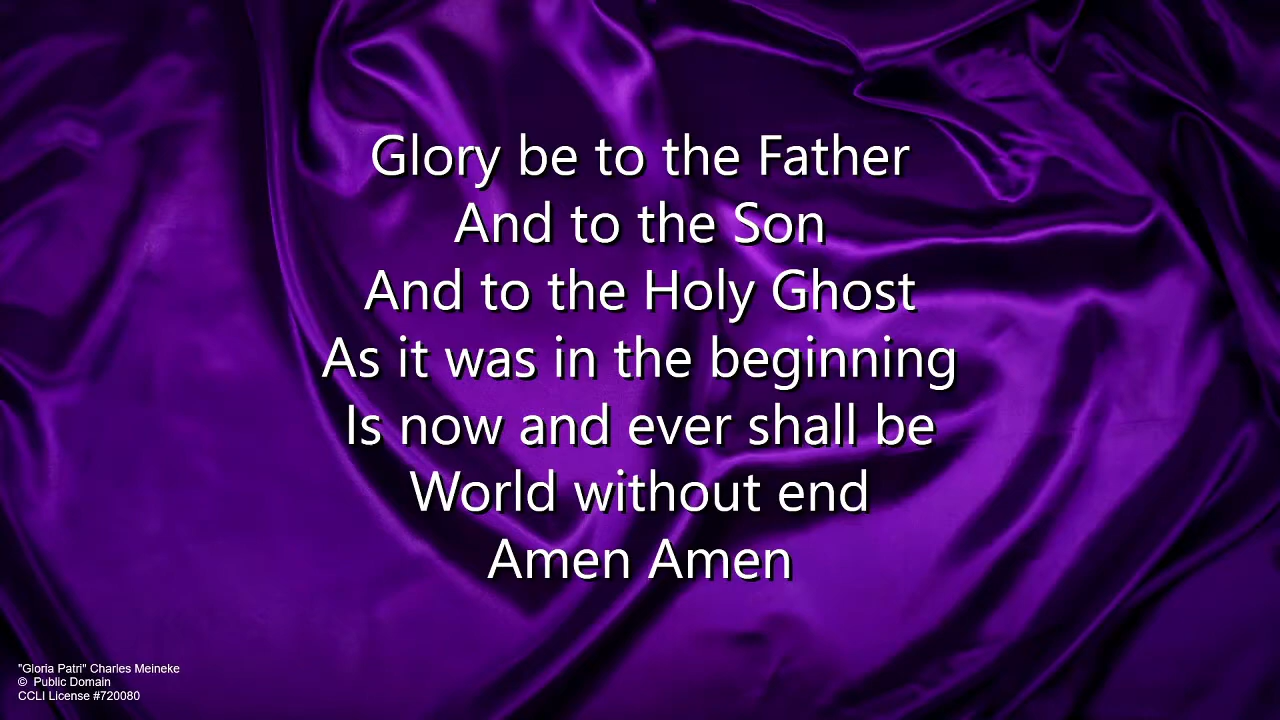 Glory be to the Father
And to the Son
And to the Holy Ghost
As it was in the beginning
Is now and ever shall be
World without end
Amen Amen
"Gloria Patri" Charles Meineke
© Public Domain
CCLI License #720080